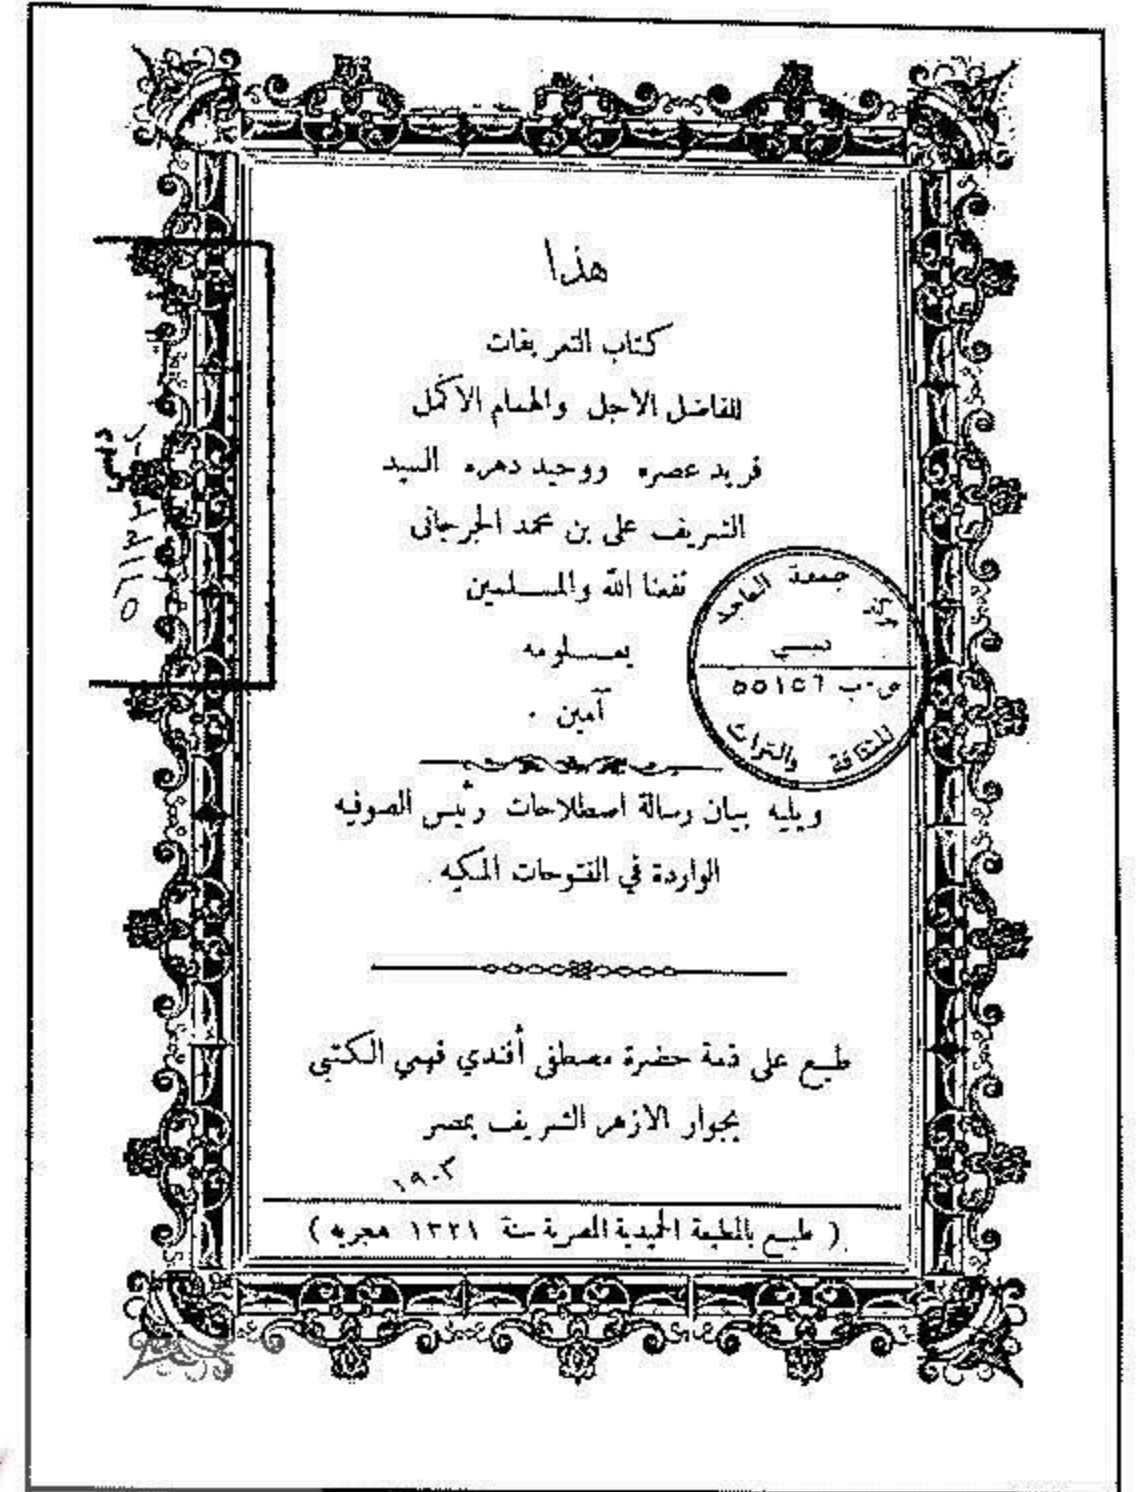 هذا
كتاب التعريفات
للفاضل الاجل والهمام الاكمل
فريد عصره ووحيد دهره السيد
الشريف على بن محمد الجرجانى
نفعنا الله والمسلمين
بعلومه
آمين .
مركز جمعة الماجد
دبي
ص.ب ٥٥١٥٦
للثقافة والتراث
ويليه بيان رسالة اصطلاحات رئيس الصوفيه
الواردة في الفتوحات المكيه
طبع على ذمة حضرة مصطفى أفندي فهمي الكتبي
بجوار الازهر الشريف بمصر
١٩٠٣
( طبع بالمطبعة الحميدية المصرية سنة ١٣٢١ هجريه )
دبي